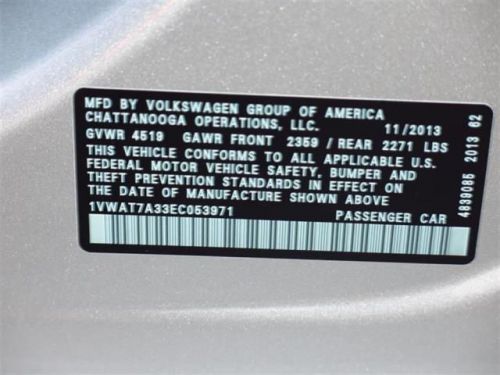 MFD BY VOLKSWAGEN GROUP OF AMERICA
CHATTANOOGA OPERATIONS, LLC. 11/2013
GVWR 4519 GAWR FRONT 2359 / REAR 2271 LBS
THIS VEHICLE CONFORMS TO ALL APPLICABLE U.S.
FEDERAL MOTOR VEHICLE SAFETY, BUMPER AND
THEFT PREVENTION STANDARDS IN EFFECT ON
THE DATE OF MANUFACTURE SHOWN ABOVE
1VWAT7A33EC053971 PASSENGER CAR
4839085 2013 62